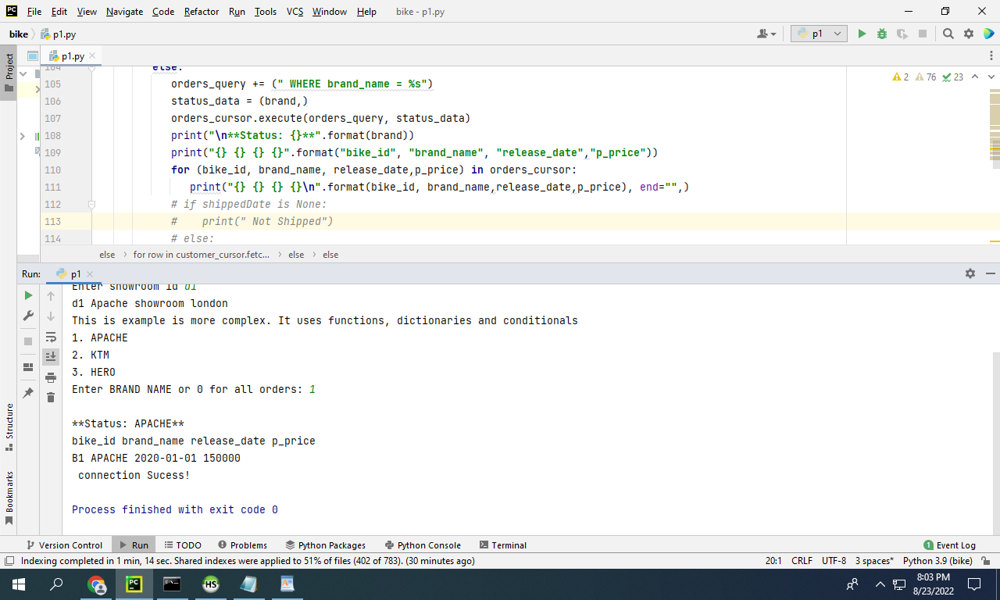 PC File Edit View Navigate Code Refactor Run Tools VCS Window Help bike - p1.py
bike p1.py p1
Project
p1.py
104 else:
105 orders_query += (" WHERE brand_name = %s")
106 status_data = (brand,)
107 orders_cursor.execute(orders_query, status_data)
108 print("\n**Status: {}**".format(brand))
109 print("{} {} {} {}".format("bike_id", "brand_name", "release_date","p_price"))
110 for (bike_id, brand_name, release_date,p_price) in orders_cursor:
111 print("{} {} {} {}\n".format(bike_id, brand_name,release_date,p_price), end="",)
112 # if shippedDate is None:
113 #    print(" Not Shipped")
114 # else:
2 76 23
else for row in customer_cursor.fetc... else else
Run: p1
Enter showroom id d1
d1 Apache showroom london
This is example is more complex. It uses functions, dictionaries and conditionals
1. APACHE
2. KTM
3. HERO
Enter BRAND NAME or 0 for all orders: 1
**Status: APACHE**
bike_id brand_name release_date p_price
B1 APACHE 2020-01-01 150000
connection Sucess!
Process finished with exit code 0
Structure
Bookmarks
Version Control Run TODO Problems Python Packages Python Console Terminal 1 Event Log
Indexing completed in 1 min, 14 sec. Shared indexes were applied to 51% of files (402 of 783). (30 minutes ago) 20:1 CRLF UTF-8 3 spaces* Python 3.9 (bike)
PC HS 8:03 PM
8/23/2022